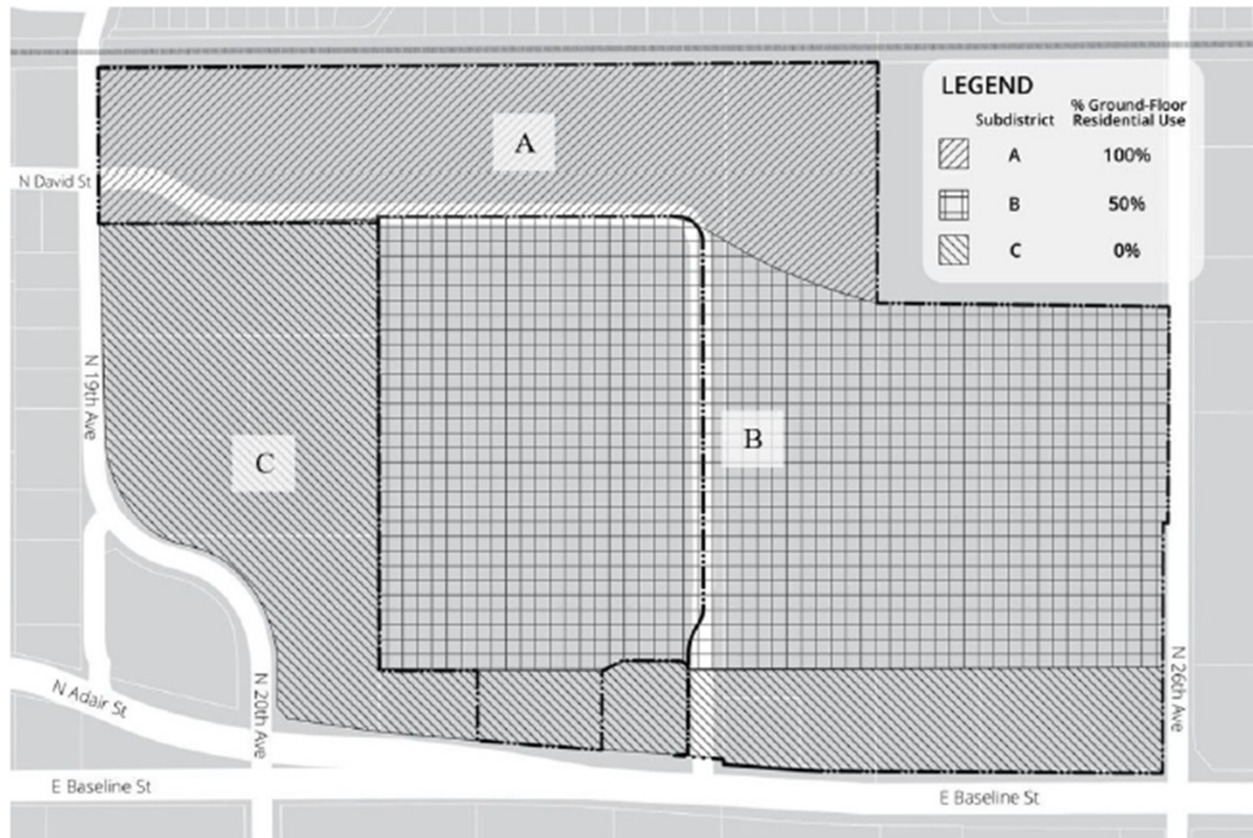 LEGEND
Subdistrict % Ground-Floor Residential Use
A 100%
B 50%
C 0%
A
N David St
N 19th Ave
B
C
N Adair St
N 20th Ave
N 26th Ave
E Baseline St
E Baseline St